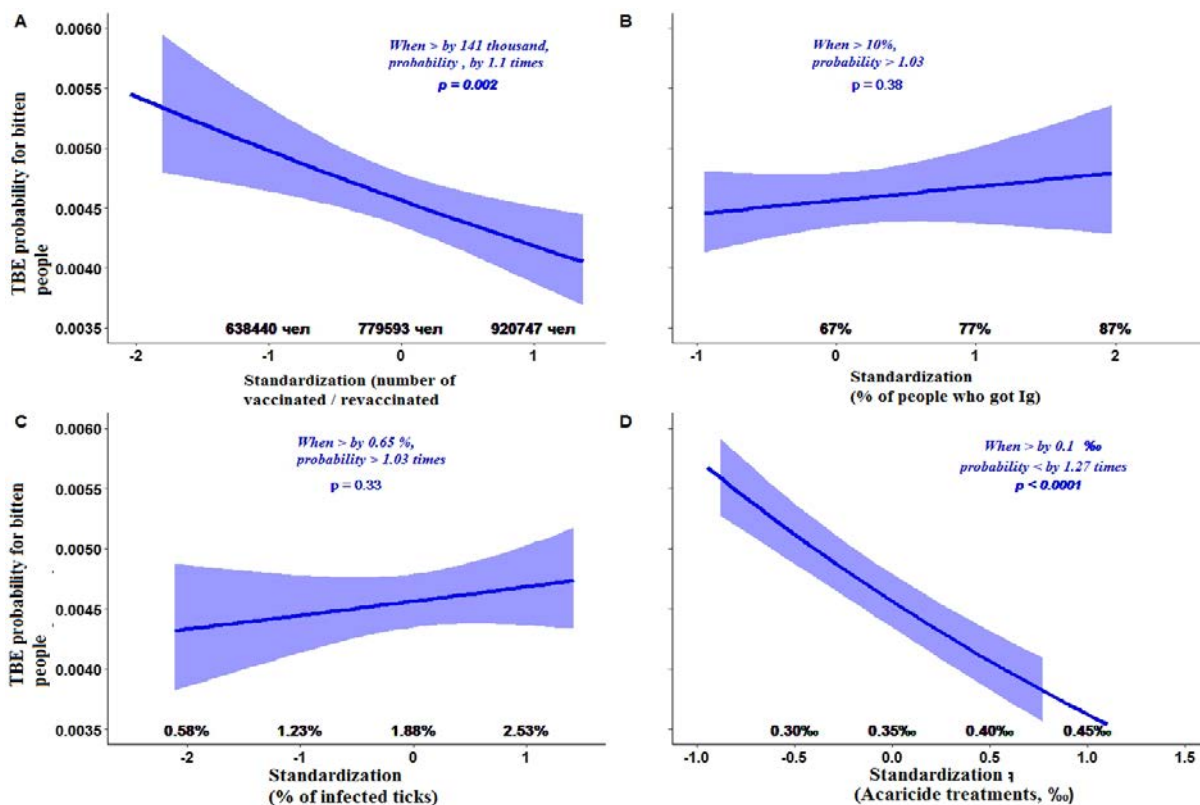 A
0.0060
0.0055
0.0050
0.0045
0.0040
0.0035
TBE probability for bitten
people
When > by 141 thousand,
probability , by 1.1 times
p = 0.002
638440 чел 779593 чел 920747 чел
-2 -1 0 1
Standardization (number of
vaccinated / revaccinated
B
When > 10%,
probability > 1.03
p = 0.38
67% 77% 87%
-1 0 1 2
Standardization
(% of people who got Ig)
C
0.0060
0.0055
0.0050
0.0045
0.0040
0.0035
TBE probability for bitten
people
When > by 0.65 %,
probability > 1.03 times
p = 0.33
0.58% 1.23% 1.88% 2.53%
-2 -1 0 1
Standardization
(% of infected ticks)
D
When > by 0.1 ‰
probability < by 1.27 times
p < 0.0001
0.30‰ 0.35‰ 0.40‰ 0.45‰
-1.0 -0.5 0.0 0.5 1.0 1.5
Standardization
(Acaricide treatments, ‰)